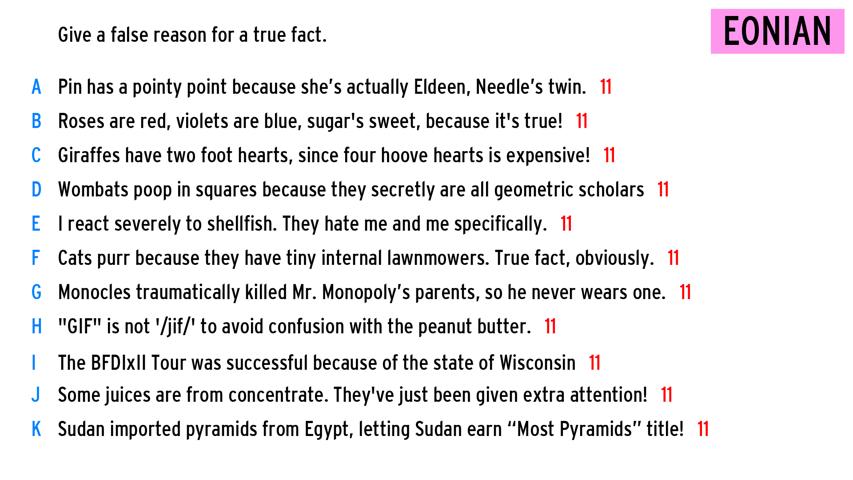 Give a false reason for a true fact.
EONIAN
A Pin has a pointy point because she's actually Eldeen, Needle's twin. 11
B Roses are red, violets are blue, sugar's sweet, because it's true! 11
C Giraffes have two foot hearts, since four hoove hearts is expensive! 11
D Wombats poop in squares because they secretly are all geometric scholars 11
E I react severely to shellfish. They hate me and me specifically. 11
F Cats purr because they have tiny internal lawnmowers. True fact, obviously. 11
G Monocles traumatically killed Mr. Monopoly's parents, so he never wears one. 11
H "GIF" is not '/jif/' to avoid confusion with the peanut butter. 11
I The BFDIxII Tour was successful because of the state of Wisconsin 11
J Some juices are from concentrate. They've just been given extra attention! 11
K Sudan imported pyramids from Egypt, letting Sudan earn “Most Pyramids” title! 11